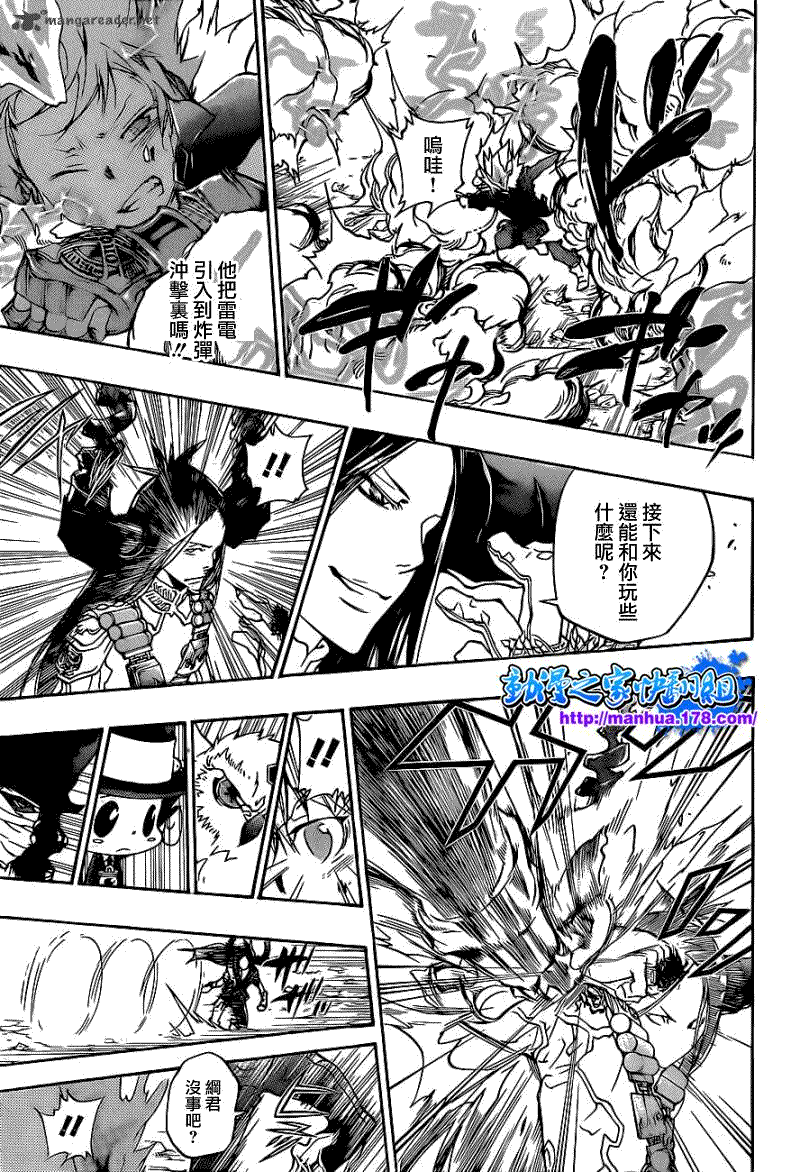 mangareader.net
嗚哇！
他把雷電
引入到炸彈
沖擊裏嗎!!
接下來
還能和你玩些
什麼呢？
!!
動漫之家快翻組
http://manhua.178.com/
!!
綱君
沒事吧？
!!